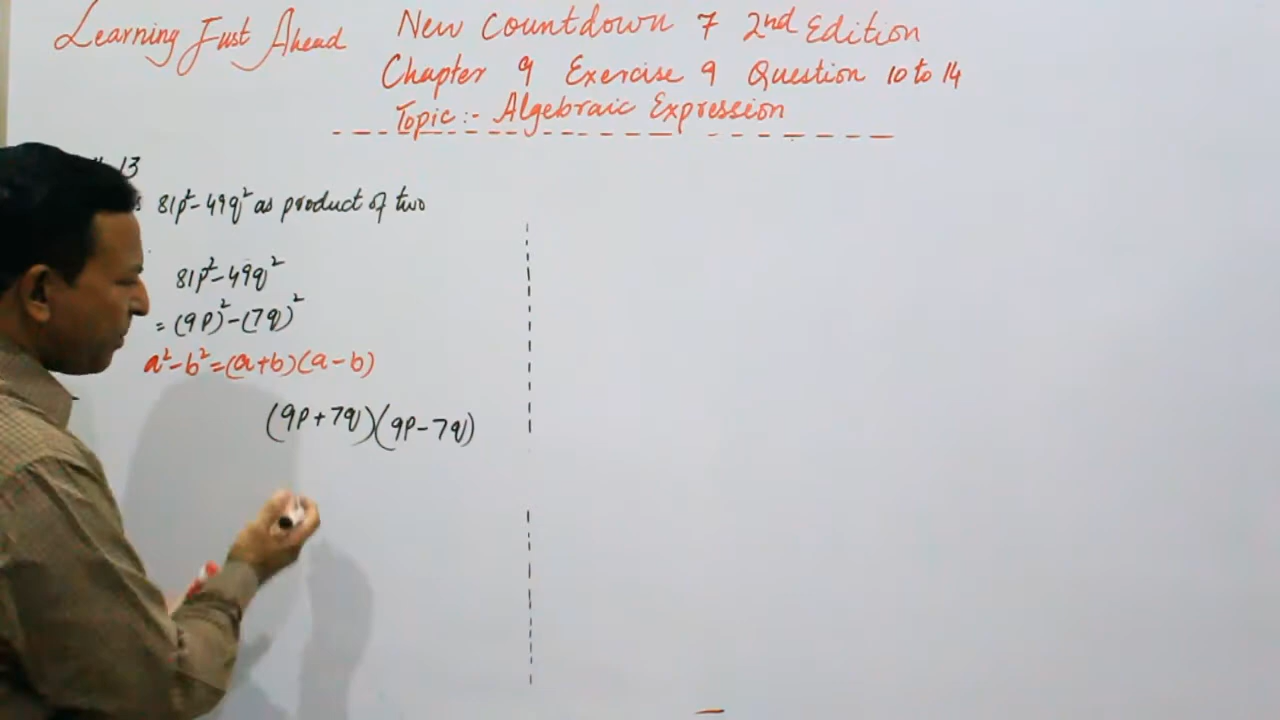 Learning Just Ahead
New Countdown 7 2nd Edition
Chapter 9 Exercise 9 Question 10 to 14
Topic:- Algebraic Expression
13
81p²-49q² as product of two
81p²-49q²
= (9p)²-(7q)²
a²-b²=(a+b)(a-b)
(9p+7q)(9p-7q)